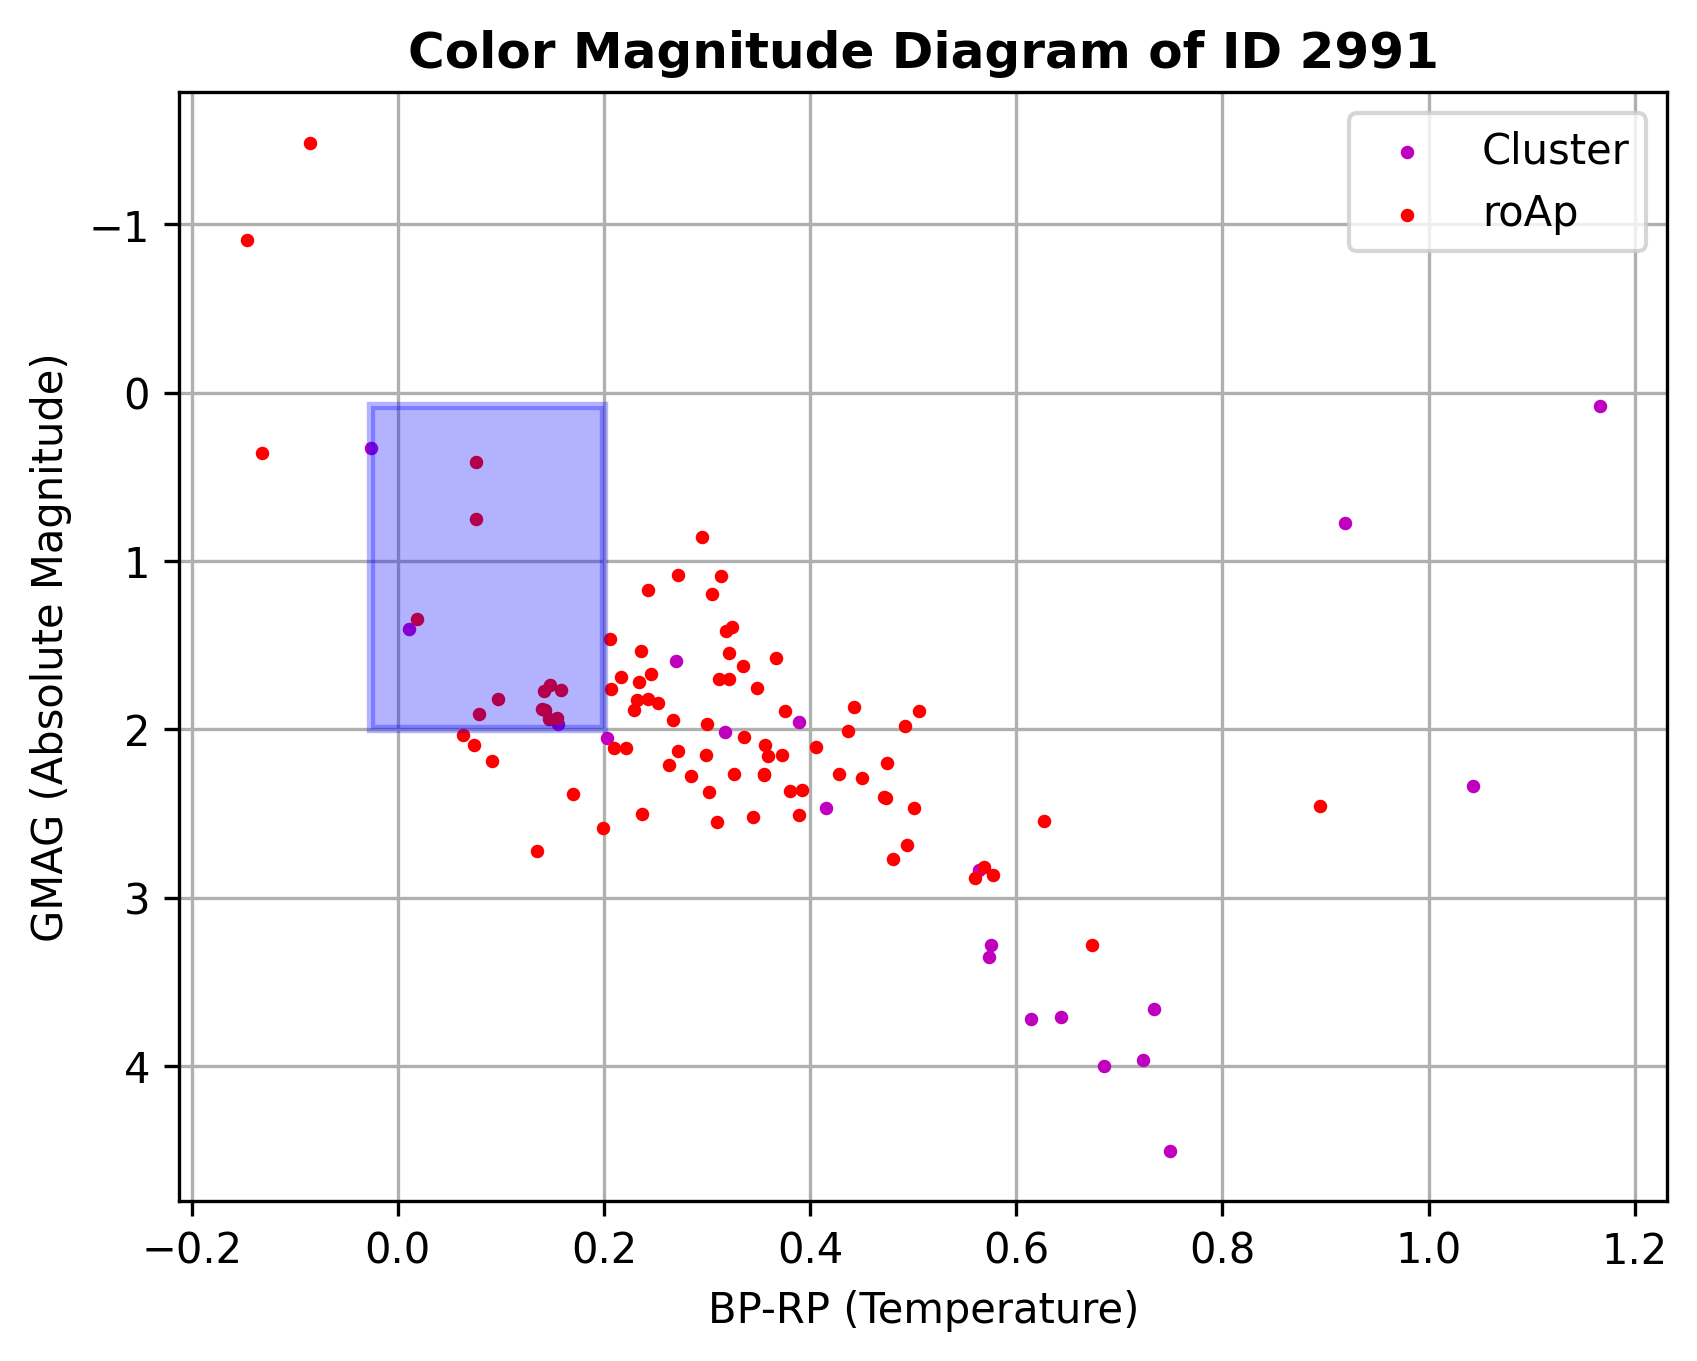 Color Magnitude Diagram of ID 2991
Cluster
roAp
−1
0
1
2
3
4
GMAG (Absolute Magnitude)
−0.2 0.0 0.2 0.4 0.6 0.8 1.0 1.2
BP-RP (Temperature)